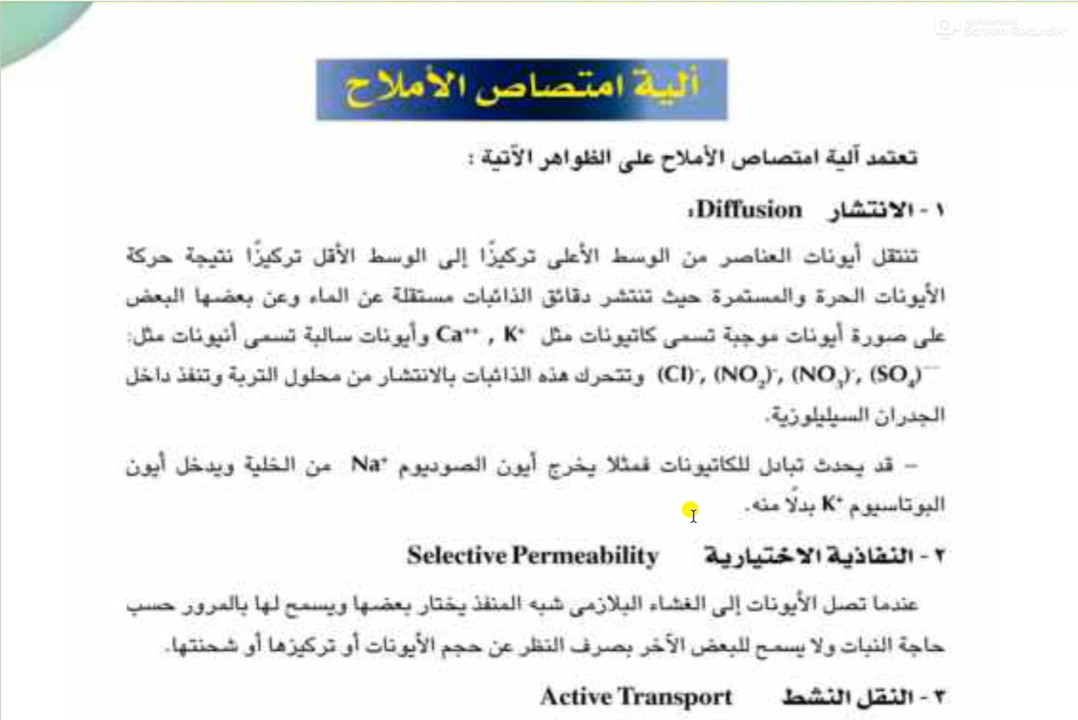 Screen Recorder
ألية امتصاص الأملاح
تعتمد آلية امتصاص الأملاح على الظواهر الآتية :
١ - الانتشار Diffusion:
تنتقل أيونات العناصر من الوسط الأعلى تركيزًا إلى الوسط الأقل تركيزًا نتيجة حركة
الأيونات الحرة والمستمرة حيث تنتشر دقائق الذائبات مستقلة عن الماء وعن بعضها البعض
على صورة أيونات موجبة تسمى كاتيونات مثل Ca⁺⁺ , K⁺ وأيونات سالبة تسمى أنيونات مثل:
(Cl)⁻, (NO₂)⁻, (NO₃)⁻, (SO₄)⁻⁻ وتتحرك هذه الذائبات بالانتشار من محلول التربة وتنفذ داخل
الجدران السيليلوزية.
– قد يحدث تبادل للكاتيونات فمثلا يخرج أيون الصوديوم Na⁺ من الخلية ويدخل أيون
البوتاسيوم K⁺ بدلًا منه.
٢ - النفاذية الاختيارية Selective Permeability
عندما تصل الأيونات إلى الغشاء البلازمى شبه المنفذ يختار بعضها ويسمح لها بالمرور حسب
حاجة النبات ولا يسمح للبعض الآخر بصرف النظر عن حجم الأيونات أو تركيزها أو شحنتها.
٣ - النقل النشط Active Transport